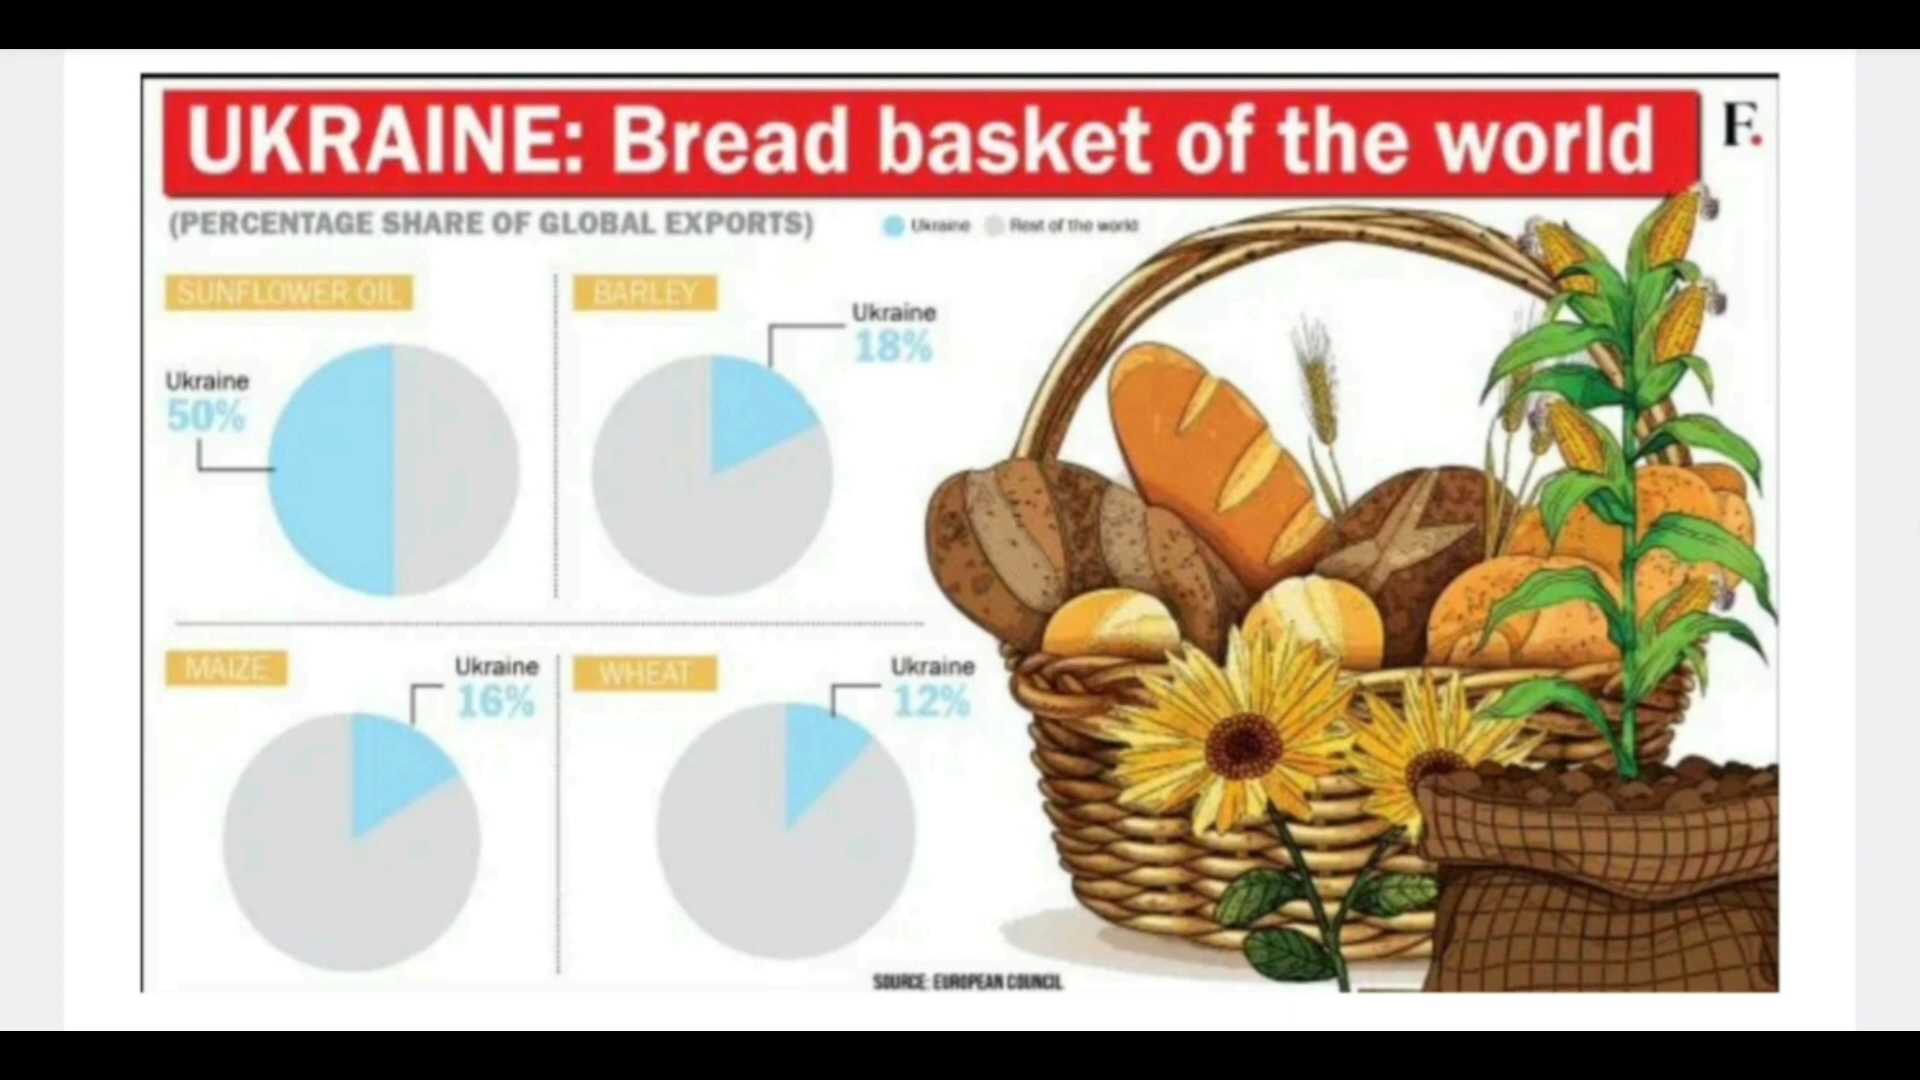 UKRAINE: Bread basket of the world
F.
(PERCENTAGE SHARE OF GLOBAL EXPORTS)
Ukraine
Rest of the world
SUNFLOWER OIL
Ukraine
50%
BARLEY
Ukraine
18%
MAIZE
Ukraine
16%
WHEAT
Ukraine
12%
SOURCE: EUROPEAN COUNCIL